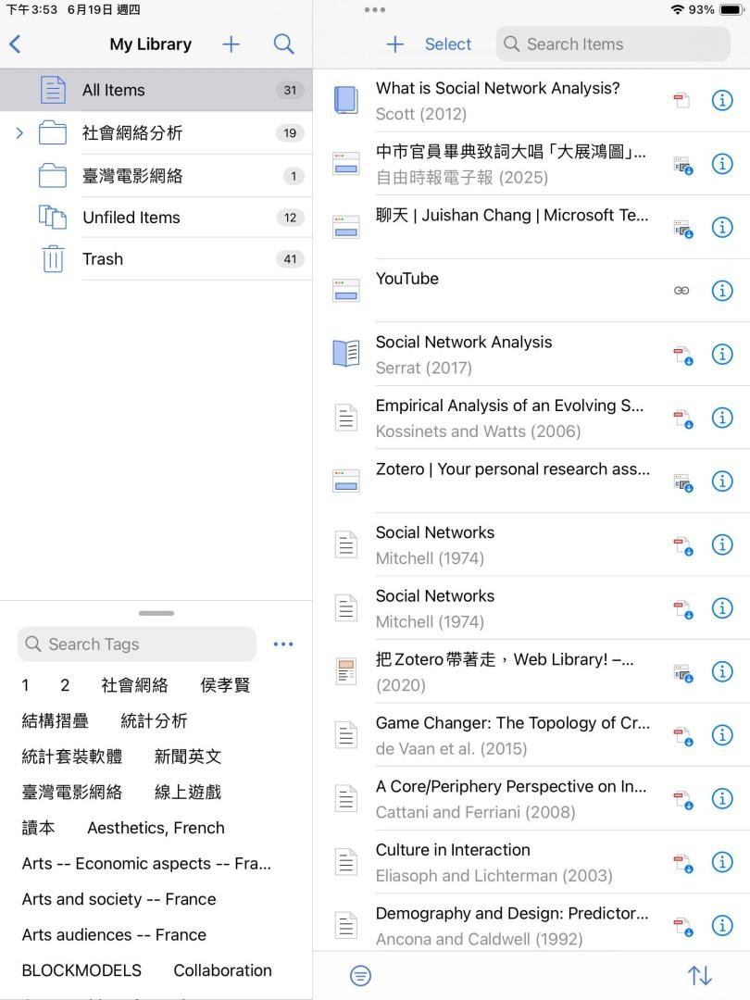 下午3:53 6月19日 週四
93%
My Library
All Items 31
社會網絡分析 19
臺灣電影網絡 1
Unfiled Items 12
Trash 41
Search Tags
1 2 社會網絡 侯孝賢
結構摺疊 統計分析
統計套裝軟體 新聞英文
臺灣電影網絡 線上遊戲
讀本 Aesthetics, French
Arts -- Economic aspects -- Fra...
Arts and society -- France
Arts audiences -- France
BLOCKMODELS Collaboration
Select Search Items
What is Social Network Analysis?
Scott (2012)
中市官員畢典致詞大唱「大展鴻圖」...
自由時報電子報 (2025)
聊天 | Juishan Chang | Microsoft Te...
YouTube
Social Network Analysis
Serrat (2017)
Empirical Analysis of an Evolving S...
Kossinets and Watts (2006)
Zotero | Your personal research ass...
Social Networks
Mitchell (1974)
Social Networks
Mitchell (1974)
把 Zotero 帶著走，Web Library! –...
(2020)
Game Changer: The Topology of Cr...
de Vaan et al. (2015)
A Core/Periphery Perspective on In...
Cattani and Ferriani (2008)
Culture in Interaction
Eliasoph and Lichterman (2003)
Demography and Design: Predictor...
Ancona and Caldwell (1992)